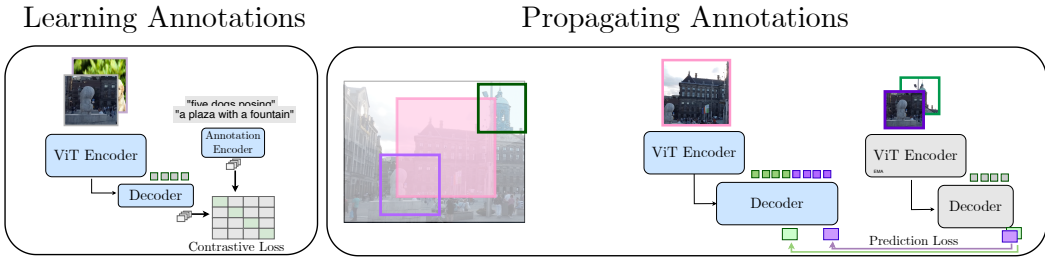 Learning Annotations
Propagating Annotations
"five dogs posing"
"a plaza with a fountain"
Annotation
Encoder
ViT Encoder
Decoder
Contrastive Loss
ViT Encoder
Decoder
ViT Encoder
EMA
Decoder
Prediction Loss